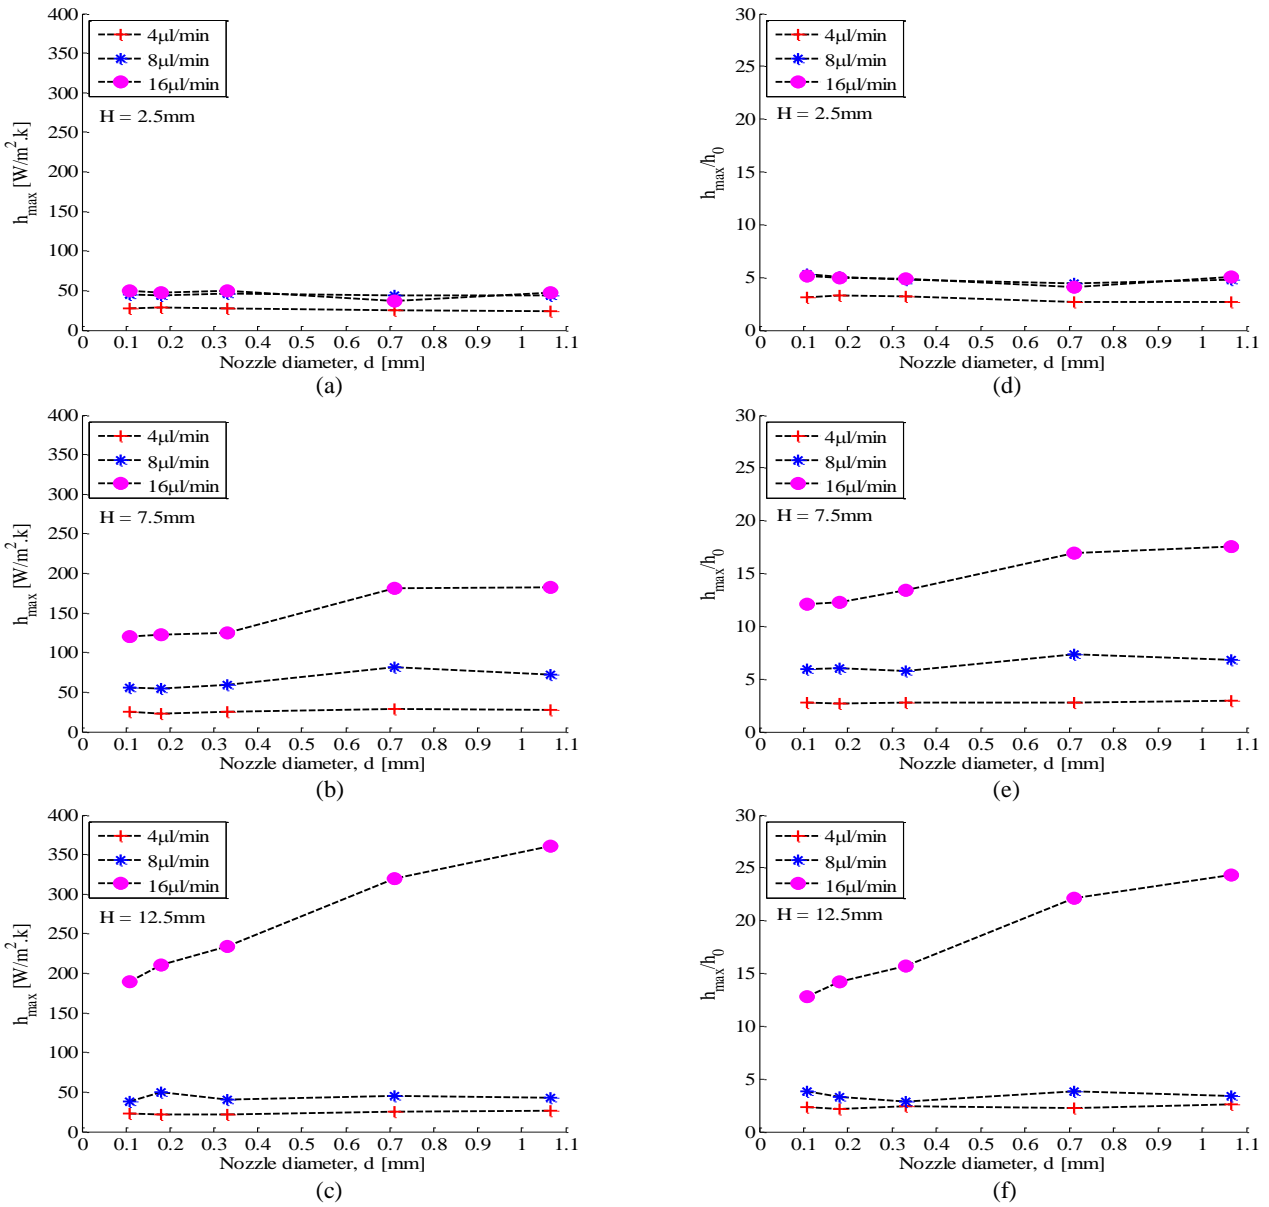 400
350
300
250
200
150
100
50
0
h_max [W/m².k]
4μl/min
8μl/min
16μl/min
H = 2.5mm
0 0.1 0.2 0.3 0.4 0.5 0.6 0.7 0.8 0.9 1 1.1
Nozzle diameter, d [mm]
(a)
30
25
20
15
10
5
0
h_max/h_0
4μl/min
8μl/min
16μl/min
H = 2.5mm
0 0.1 0.2 0.3 0.4 0.5 0.6 0.7 0.8 0.9 1 1.1
Nozzle diameter, d [mm]
(d)
400
350
300
250
200
150
100
50
0
h_max [W/m².k]
4μl/min
8μl/min
16μl/min
H = 7.5mm
0 0.1 0.2 0.3 0.4 0.5 0.6 0.7 0.8 0.9 1 1.1
Nozzle diameter, d [mm]
(b)
30
25
20
15
10
5
0
h_max/h_0
4μl/min
8μl/min
16μl/min
H = 7.5mm
0 0.1 0.2 0.3 0.4 0.5 0.6 0.7 0.8 0.9 1 1.1
Nozzle diameter, d [mm]
(e)
400
350
300
250
200
150
100
50
0
h_max [W/m².k]
4μl/min
8μl/min
16μl/min
H = 12.5mm
0 0.1 0.2 0.3 0.4 0.5 0.6 0.7 0.8 0.9 1 1.1
Nozzle diameter, d [mm]
(c)
30
25
20
15
10
5
0
h_max/h_0
4μl/min
8μl/min
16μl/min
H = 12.5mm
0 0.1 0.2 0.3 0.4 0.5 0.6 0.7 0.8 0.9 1 1.1
Nozzle diameter, d [mm]
(f)